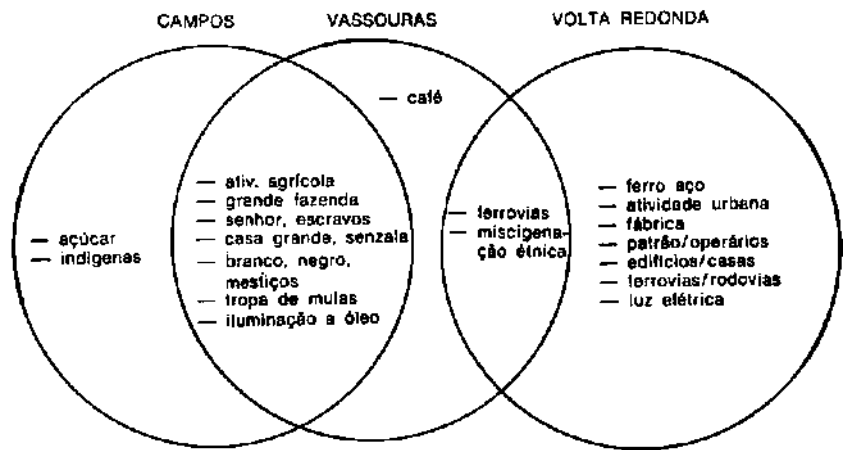 CAMPOS
VASSOURAS
VOLTA REDONDA
— café
— açúcar
— indígenas
— ativ. agrícola
— grande fazenda
— senhor, escravos
— casa grande, senzala
— branco, negro,
mestiços
— tropa de mulas
— iluminação a óleo
— ferrovias
— miscigena-
ção étnica
— ferro aço
— atividade urbana
— fábrica
— patrão/operários
— edifícios/casas
— ferrovias/rodovias
— luz elétrica